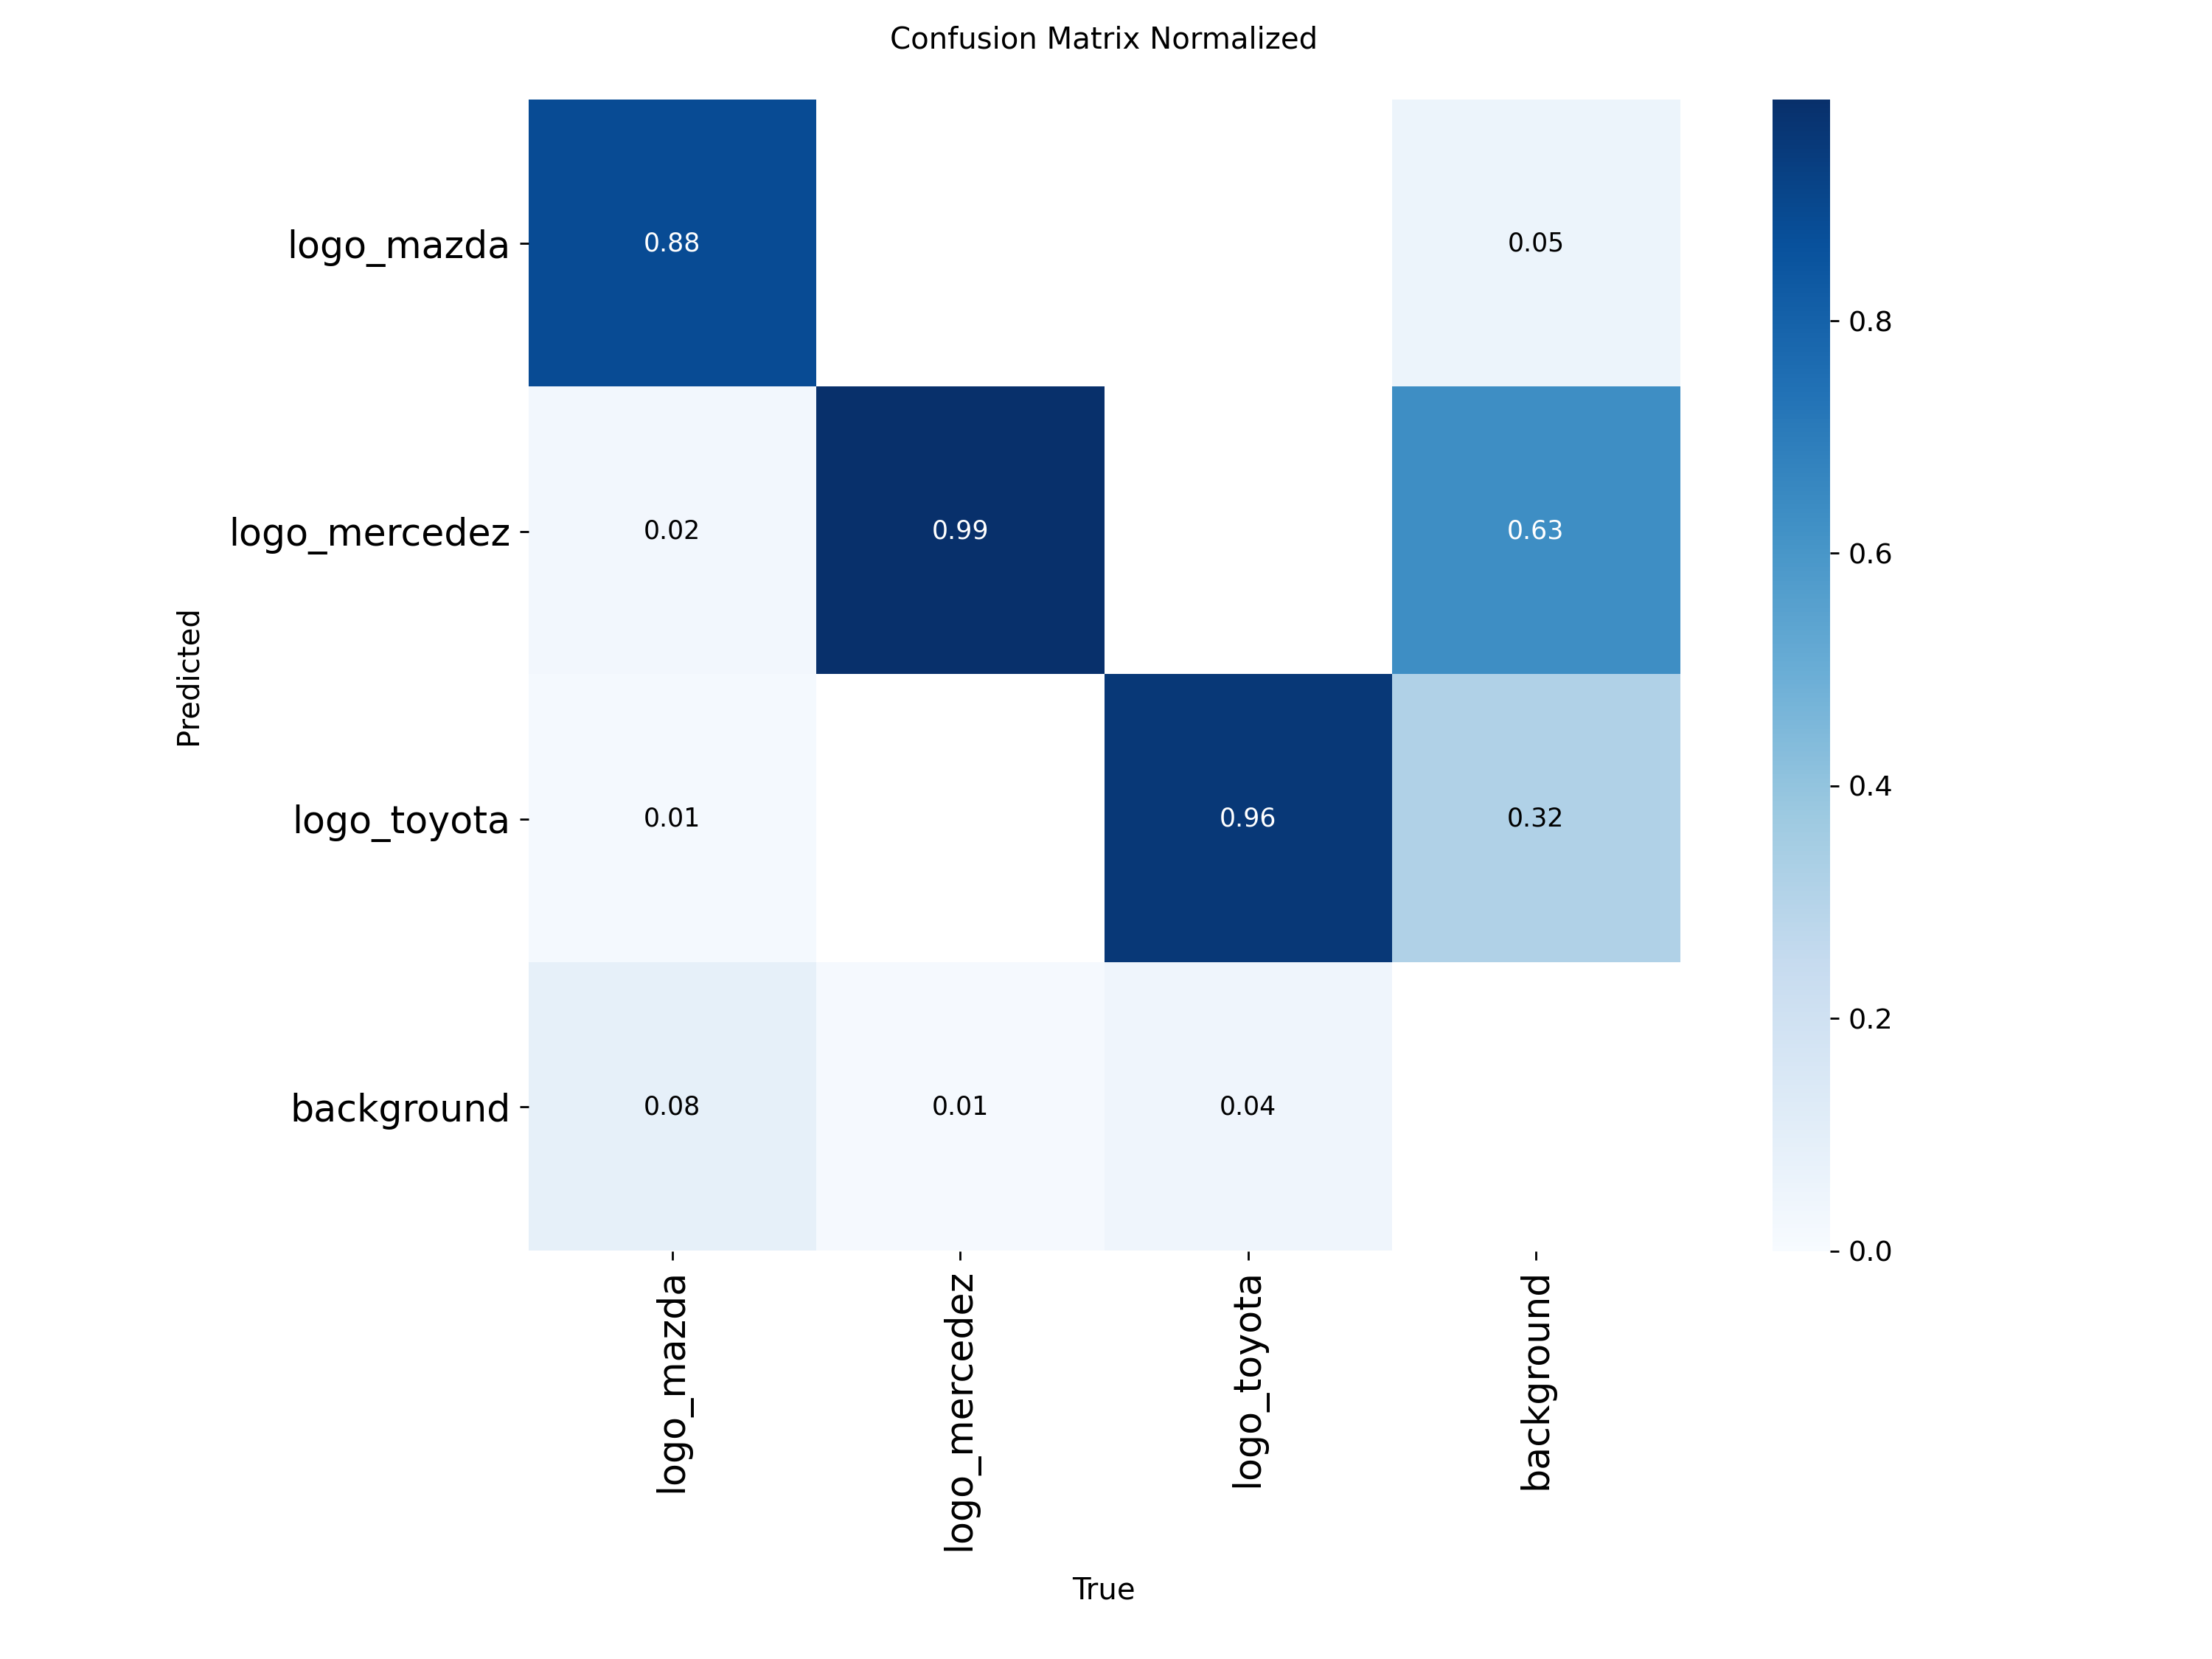 Confusion Matrix Normalized
logo_mazda
0.88
0.05
logo_mercedez
0.02
0.99
0.63
logo_toyota
0.01
0.96
0.32
background
0.08
0.01
0.04
Predicted
logo_mazda
logo_mercedez
logo_toyota
background
True
0.8
0.6
0.4
0.2
0.0